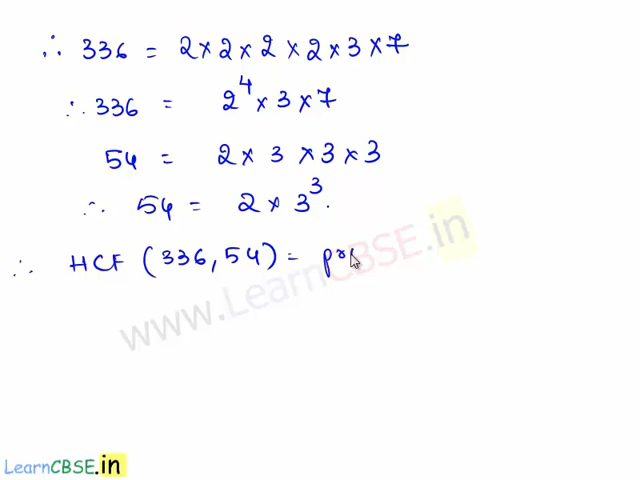 ∴ 336 = 2 × 2 × 2 × 2 × 3 × 7
∴ 336 = 2⁴ × 3 × 7
54 = 2 × 3 × 3 × 3
∴ 54 = 2 × 3³.
∴ HCF (336, 54) = pr
www.LearnCBSE.in
LearnCBSE.in